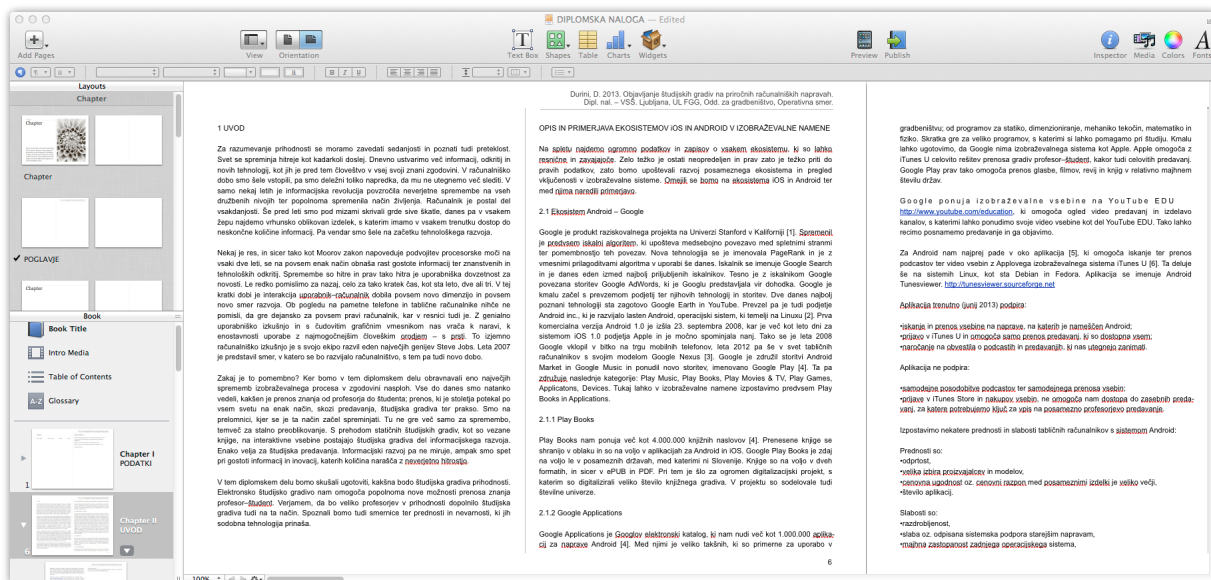 DIPLOMSKA NALOGA — Edited
Add Pages
View
Orientation
Text Box
Shapes
Table
Charts
Widgets
Preview
Publish
Inspector
Media
Colors
Fonts
Layouts
Chapter
Chapter
Chapter
POGLAVJE
Chapter
Book
Book Title
Intro Media
Table of Contents
A-Z
Glossary
Chapter I
PODATKI
1
Chapter II
UVOD
6
100%
Durini, D. 2013. Objavljanje študijskih gradiv na priročnih računalniških napravah.
Dipl. nal. – VSŠ. Ljubljana, UL FGG, Odd. za gradbeništvo, Operativna smer.
1 UVOD
Za razumevanje prihodnosti se moramo zavedati sedanjosti in poznati tudi preteklost.
Svet se spreminja hitreje kot kadarkoli doslej. Dnevno ustvarimo več informacij, odkritij in
novih tehnologij, kot jih je pred tem človeštvo v vsej svoji znani zgodovini. V računalniško
dobo smo šele vstopili, pa smo deležni toliko napredka, da mu ne utegnemo več slediti. V
samo nekaj letih je informacijska revolucija povzročila neverjetne spremembe na vseh
družbenih nivojih ter popolnoma spremenila način življenja. Računalnik je postal del
vsakdanjosti. Še pred leti smo pod mizami skrivali grde sive škatle, danes pa v vsakem
žepu najdemo vrhunsko oblikovan izdelek, s katerim imamo v vsakem trenutku dostop do
neskončne količine informacij. Pa vendar smo šele na začetku tehnološkega razvoja.
Nekaj je res, in sicer tako kot Moorov zakon napoveduje podvojitev procesorske moči na
vsaki dve leti, se na povsem enak način obnaša rast gostote informacij ter znanstvenih in
tehnoloških odkritij. Spremembe so hitre in prav tako hitra je uporabniška dovzetnost za
novosti. Le redko pomislimo za nazaj, celo za tako kratek čas, kot sta leto, dve ali tri. V tej
kratki dobi je interakcija uporabnik–računalnik dobila povsem novo dimenzijo in povsem
novo smer razvoja. Ob pogledu na pametne telefone in tablične računalnike nihče ne
pomisli, da gre dejansko za povsem pravi računalnik, kar v resnici tudi je. Z genialno
uporabniško izkušnjo in s čudovitim grafičnim vmesnikom nas vrača k naravi, k
enostavnosti uporabe z najmogočnejšim človeškim orodjem – s prsti. To izjemno
računalniško izkušnjo je s svojo ekipo razvil eden največjih genijev Steve Jobs. Leta 2007
je predstavil smer, v katero se bo razvijalo računalništvo, s tem pa tudi novo dobo.
Zakaj je to pomembno? Ker bomo v tem diplomskem delu obravnavali eno največjih
sprememb izobraževalnega procesa v zgodovini nasploh. Vse do danes smo natanko
vedeli, kakšen je prenos znanja od profesorja do študenta; prenos, ki je stoletja potekal po
vsem svetu na enak način, skozi predavanja, študijska gradiva ter prakso. Smo na
prelomnici, kjer se je ta način začel spreminjati. Tu ne gre več samo za spremembo,
temveč za stalno preoblikovanje. S prehodom statičnih študijskih gradiv, kot so vezane
knjige, na interaktivne vsebine postajajo študijska gradiva del informacijskega razvoja.
Enako velja za študijska predavanja. Informacijski razvoj pa ne miruje, ampak smo spet
pri gostoti informacij in inovacij, katerih količina narašča z neverjetno hitrostjo.
V tem diplomskem delu bomo skušali ugotoviti, kakšna bodo študijska gradiva prihodnosti.
Elektronsko študijsko gradivo nam omogoča popolnoma nove možnosti prenosa znanja
profesor–študent. Verjamem, da bo veliko profesorjev v prihodnosti dopolnilo študijska
gradiva tudi na ta način. Spoznali bomo tudi smernice ter prednosti in nevarnosti, ki jih
sodobna tehnologija prinaša.
OPIS IN PRIMERJAVA EKOSISTEMOV iOS IN ANDROID V IZOBRAŽEVALNE NAMENE
Na spletu najdemo ogromno podatkov in zapisov o vsakem ekosistemu, ki so lahko
resnične in zavajajoče. Zelo težko je ostati neopredeljen in prav zato je težko priti do
pravih podatkov, zato bomo upoštevali razvoj posameznega ekosistema in pregled
vključenosti v izobraževalne sisteme. Omejili se bomo na ekosistema iOS in Android ter
med njima naredili primerjavo.
2.1 Ekosistem Android – Google
Google je produkt raziskovalnega projekta na Univerzi Stanford v Kaliforniji [1]. Spremenil
je predvsem iskalni algoritem, ki upošteva medsebojno povezavo med spletnimi stranmi
ter pomembnostjo teh povezav. Nova tehnologija se je imenovala PageRank in je z
vmesnimi prilagoditvami algoritma v uporabi še danes. Iskalnik se imenuje Google Search
in je danes eden izmed najbolj priljubljenih iskalnikov. Tesno je z iskalnikom Google
povezana storitev Google AdWords, ki je Googlu predstavljala vir dohodka. Google je
kmalu začel s prevzemom podjetij ter njihovih tehnologij in storitev. Dve danes najbolj
poznani tehnologiji sta zagotovo Google Earth in YouTube. Prevzel pa je tudi podjetje
Android inc., ki je razvijalo lasten Android, operacijski sistem, ki temelji na Linuxu [2]. Prva
komercialna verzija Android 1.0 je izšla 23. septembra 2008, kar je več kot leto dni za
sistemom iOS 1.0 podjetja Apple in je močno spominjala nanj. Tako se je leta 2008
Google vklopil v bitko na trgu mobilnih telefonov, leta 2012 pa še v svet tabličnih
računalnikov s svojim modelom Google Nexus [3]. Google je združil storitvi Android
Market in Google Music in ponudil novo storitev, imenovano Google Play [4]. Ta pa
združuje naslednje kategorije: Play Music, Play Books, Play Movies & TV, Play Games,
Applicatons, Devices. Tukaj lahko v izobraževalne namene izpostavimo predvsem Play
Books in Applications.
2.1.1 Play Books
Play Books nam ponuja več kot 4.000.000 knjižnih naslovov [4]. Prenesene knjige se
shranijo v oblaku in so na voljo v aplikacijah za Android in iOS. Google Play Books je zdaj
na voljo le v posameznih državah, med katerimi ni Slovenije. Knjige so na voljo v dveh
formatih, in sicer v ePUB in PDF. Pri tem je šlo za ogromen digitalizacijski projekt, s
katerim so digitalizirali veliko število knjižnega gradiva. V projektu so sodelovale tudi
številne univerze.
2.1.2 Google Applications
Google Applications je Googlov elektronski katalog, ki nam nudi več kot 1.000.000 aplika-
cij za naprave Android [4]. Med njimi je veliko takšnih, ki so primerne za uporabo v
6
gradbeništvu; od programov za statiko, dimenzioniranje, mehaniko tekočin, matematiko in
fiziko. Skratka gre za veliko programov, s katerimi si lahko pomagamo pri študiju. Kmalu
lahko ugotovimo, da Google nima izobraževalnega sistema kot Apple. Apple omogoča z
iTunes U celovito rešitev prenosa gradiv profesor–študent, kakor tudi celovitih predavanj.
Google Play prav tako omogoča prenos glasbe, filmov, revij in knjig v relativno majhnem
številu držav.
Google ponuja izobraževalne vsebine na YouTube EDU
http://www.youtube.com/education, ki omogoča ogled video predavanj in izdelavo
kanalov, s katerimi lahko ponudimo svoje video vsebine kot del YouTube EDU. Tako lahko
recimo posnamemo predavanje in ga objavimo.
Za Android nam najprej pade v oko aplikacija [5], ki omogoča iskanje ter prenos
podcastov ter video vsebin z Applovega izobraževalnega sistema iTunes U [6]. Ta deluje
še na sistemih Linux, kot sta Debian in Fedora. Aplikacija se imenuje Android
Tunesviewer. http://tunesviewer.sourceforge.net
Aplikacija trenutno (junij 2013) podpira:
•iskanje in prenos vsebine na naprave, na katerih je nameščen Android;
•prijavo v iTunes U in omogoča samo prenos predavanj, ki so dostopna vsem;
•naročanje na obvestila o podcastih in predavanjih, ki nas utegnejo zanimati.
Aplikacija ne podpira:
•samodejne posodobitve podcastov ter samodejnega prenosa vsebin;
•prijave v iTunes Store in nakupov vsebin, ne omogoča nam dostopa do zasebnih preda-
vanj, za katere potrebujemo ključ za vpis na posamezno profesorjevo predavanje.
Izpostavimo nekatere prednosti in slabosti tabličnih računalnikov s sistemom Android:
Prednosti so:
•odprtost,
•velika izbira proizvajalcev in modelov,
•cenovna ugodnost oz. cenovni razpon med posameznimi izdelki je veliko večji,
•število aplikacij.
Slabosti so:
•razdrobljenost,
•slaba oz. odpisana sistemska podpora starejšim napravam,
•majhna zastopanost zadnjega operacijskega sistema,